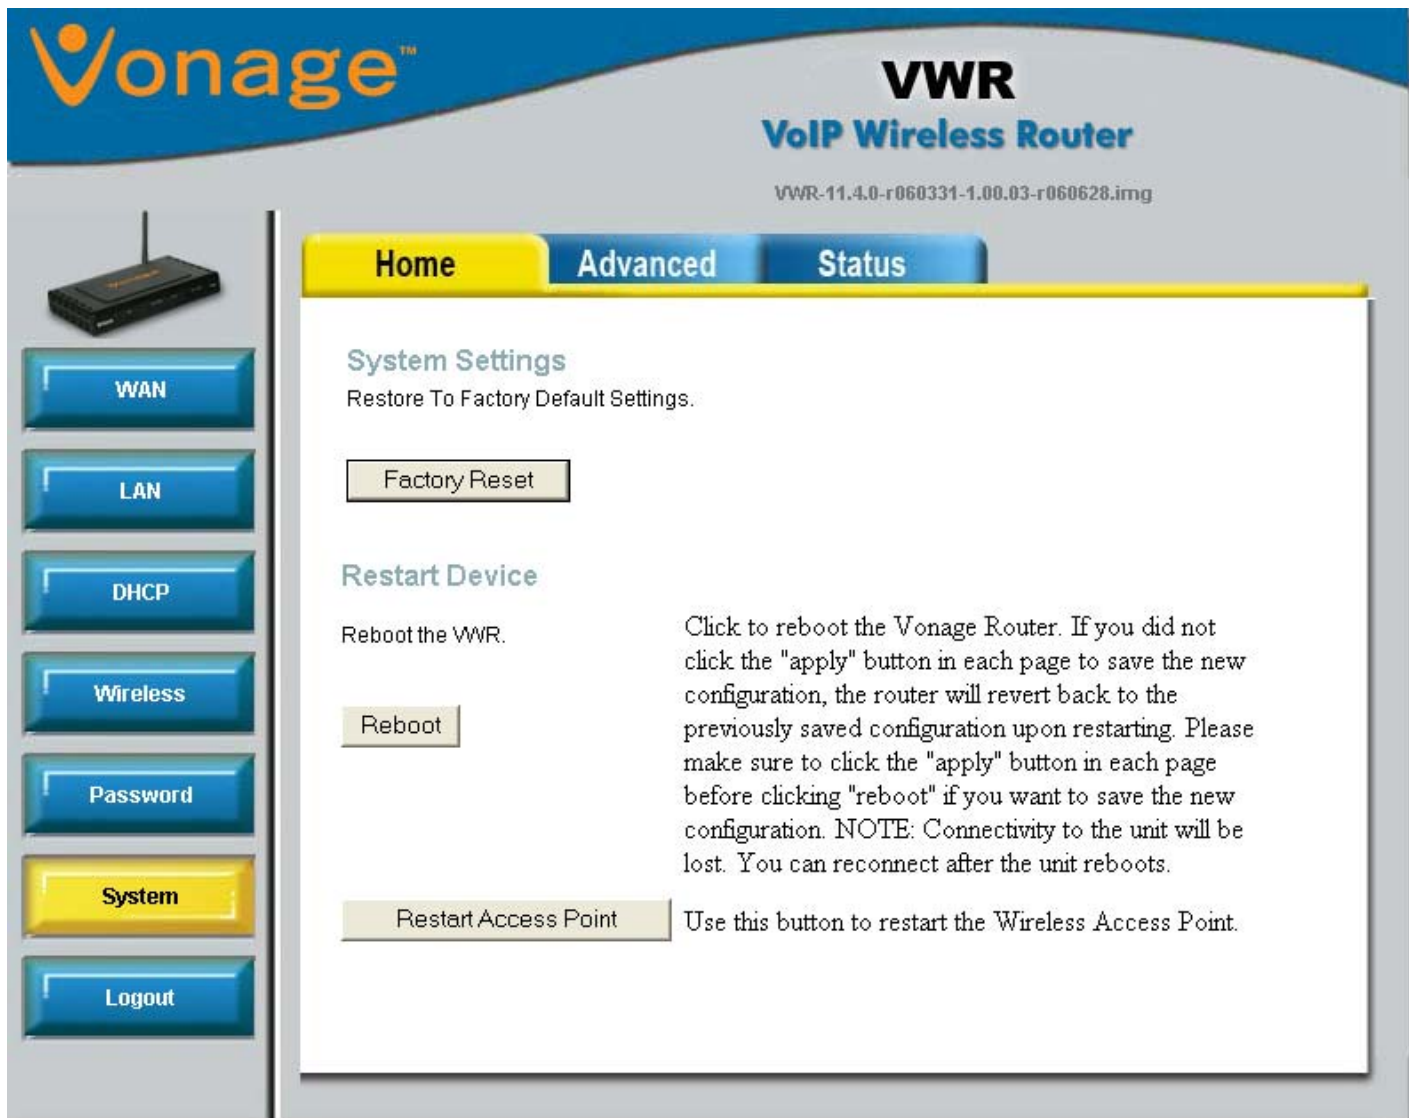 Vonage™
VWR
VoIP Wireless Router
VWR-11.4.0-r060331-1.00.03-r060628.img
Home
Advanced
Status
WAN
LAN
DHCP
Wireless
Password
System
Logout
System Settings
Restore To Factory Default Settings.
Factory Reset
Restart Device
Reboot the VWR.
Reboot
Click to reboot the Vonage Router. If you did not
click the "apply" button in each page to save the new
configuration, the router will revert back to the
previously saved configuration upon restarting. Please
make sure to click the "apply" button in each page
before clicking "reboot" if you want to save the new
configuration. NOTE: Connectivity to the unit will be
lost. You can reconnect after the unit reboots.
Restart Access Point
Use this button to restart the Wireless Access Point.